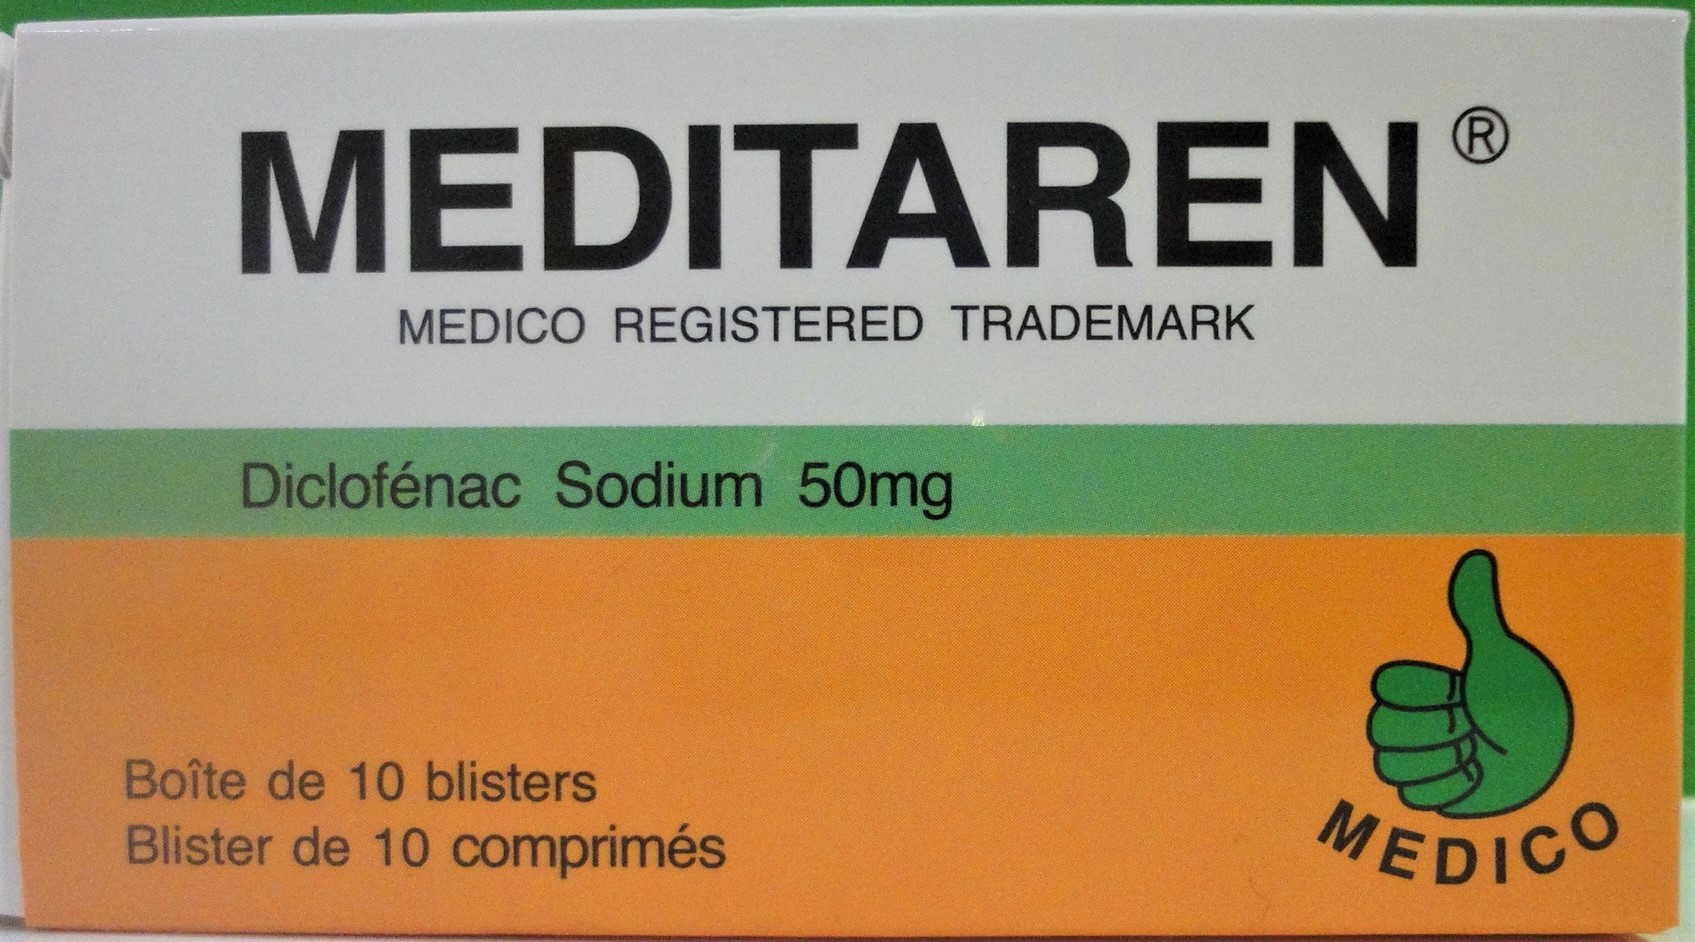 MEDITAREN®
MEDICO REGISTERED TRADEMARK
Diclofénac Sodium 50mg
Boîte de 10 blisters
Blister de 10 comprimés
MEDICO